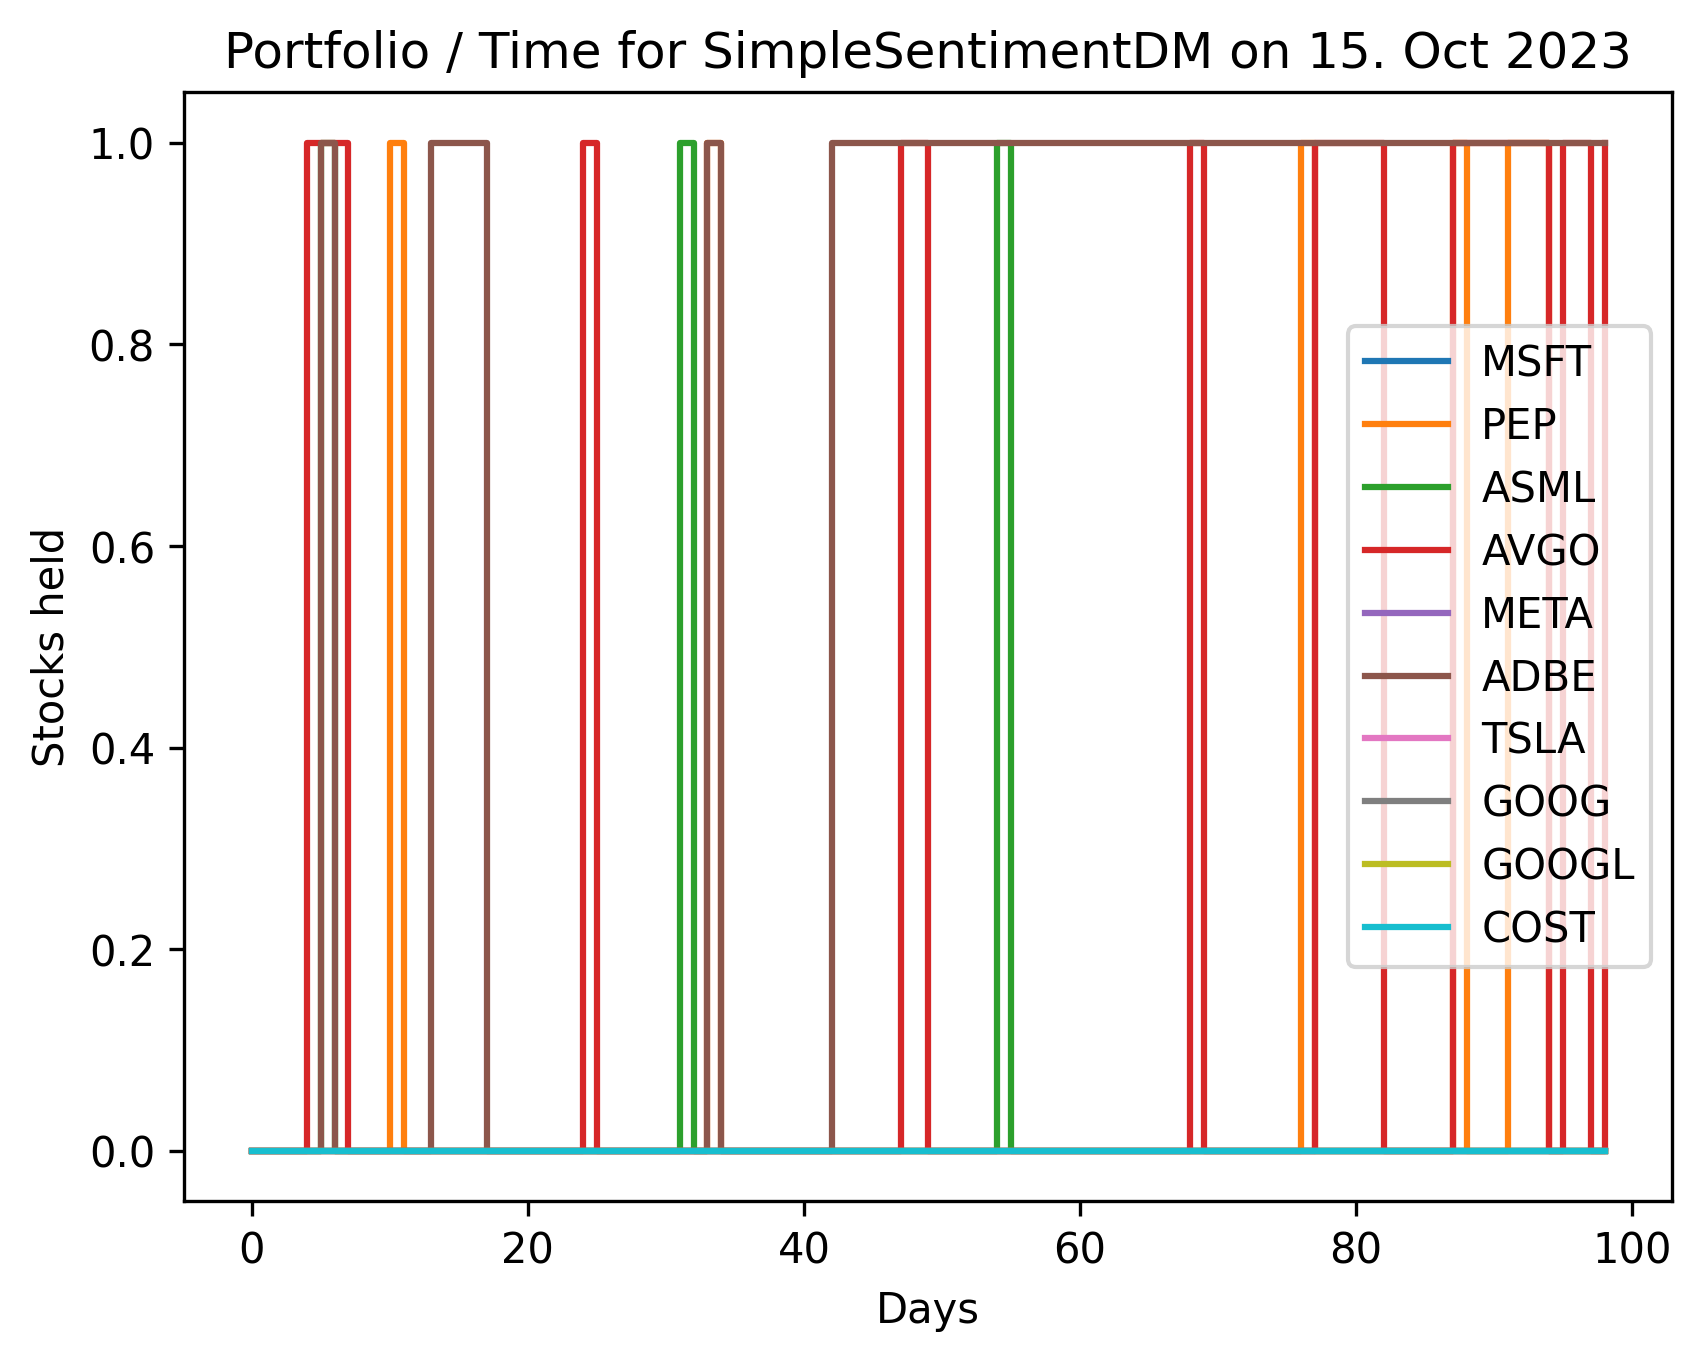 Portfolio / Time for SimpleSentimentDM on 15. Oct 2023
1.0
0.8
0.6
0.4
0.2
0.0
Stocks held
MSFT
PEP
ASML
AVGO
META
ADBE
TSLA
GOOG
GOOGL
COST
0 20 40 60 80 100
Days